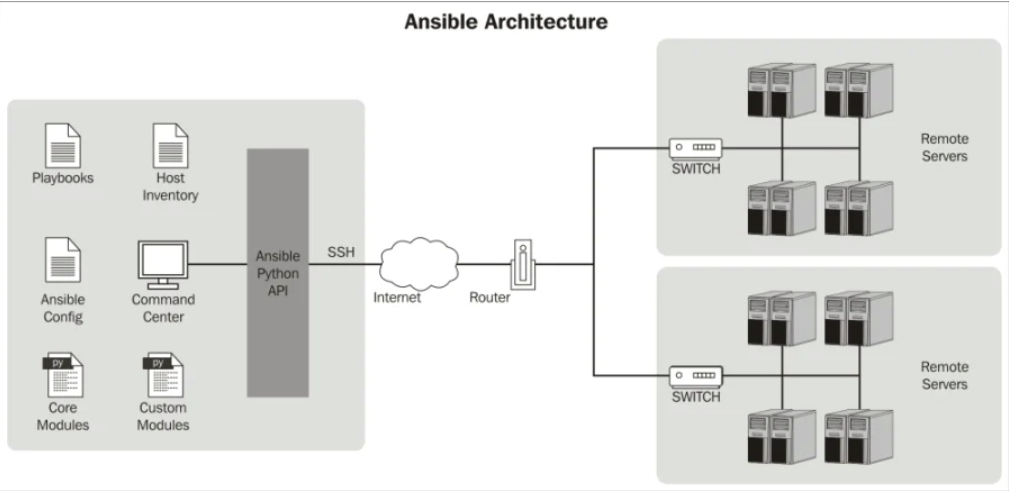 Ansible Architecture
Playbooks
Host
Inventory
Ansible
Config
Command
Center
py
Core
Modules
py
Custom
Modules
Ansible
Python
API
SSH
Internet
Router
SWITCH
Remote
Servers
SWITCH
Remote
Servers